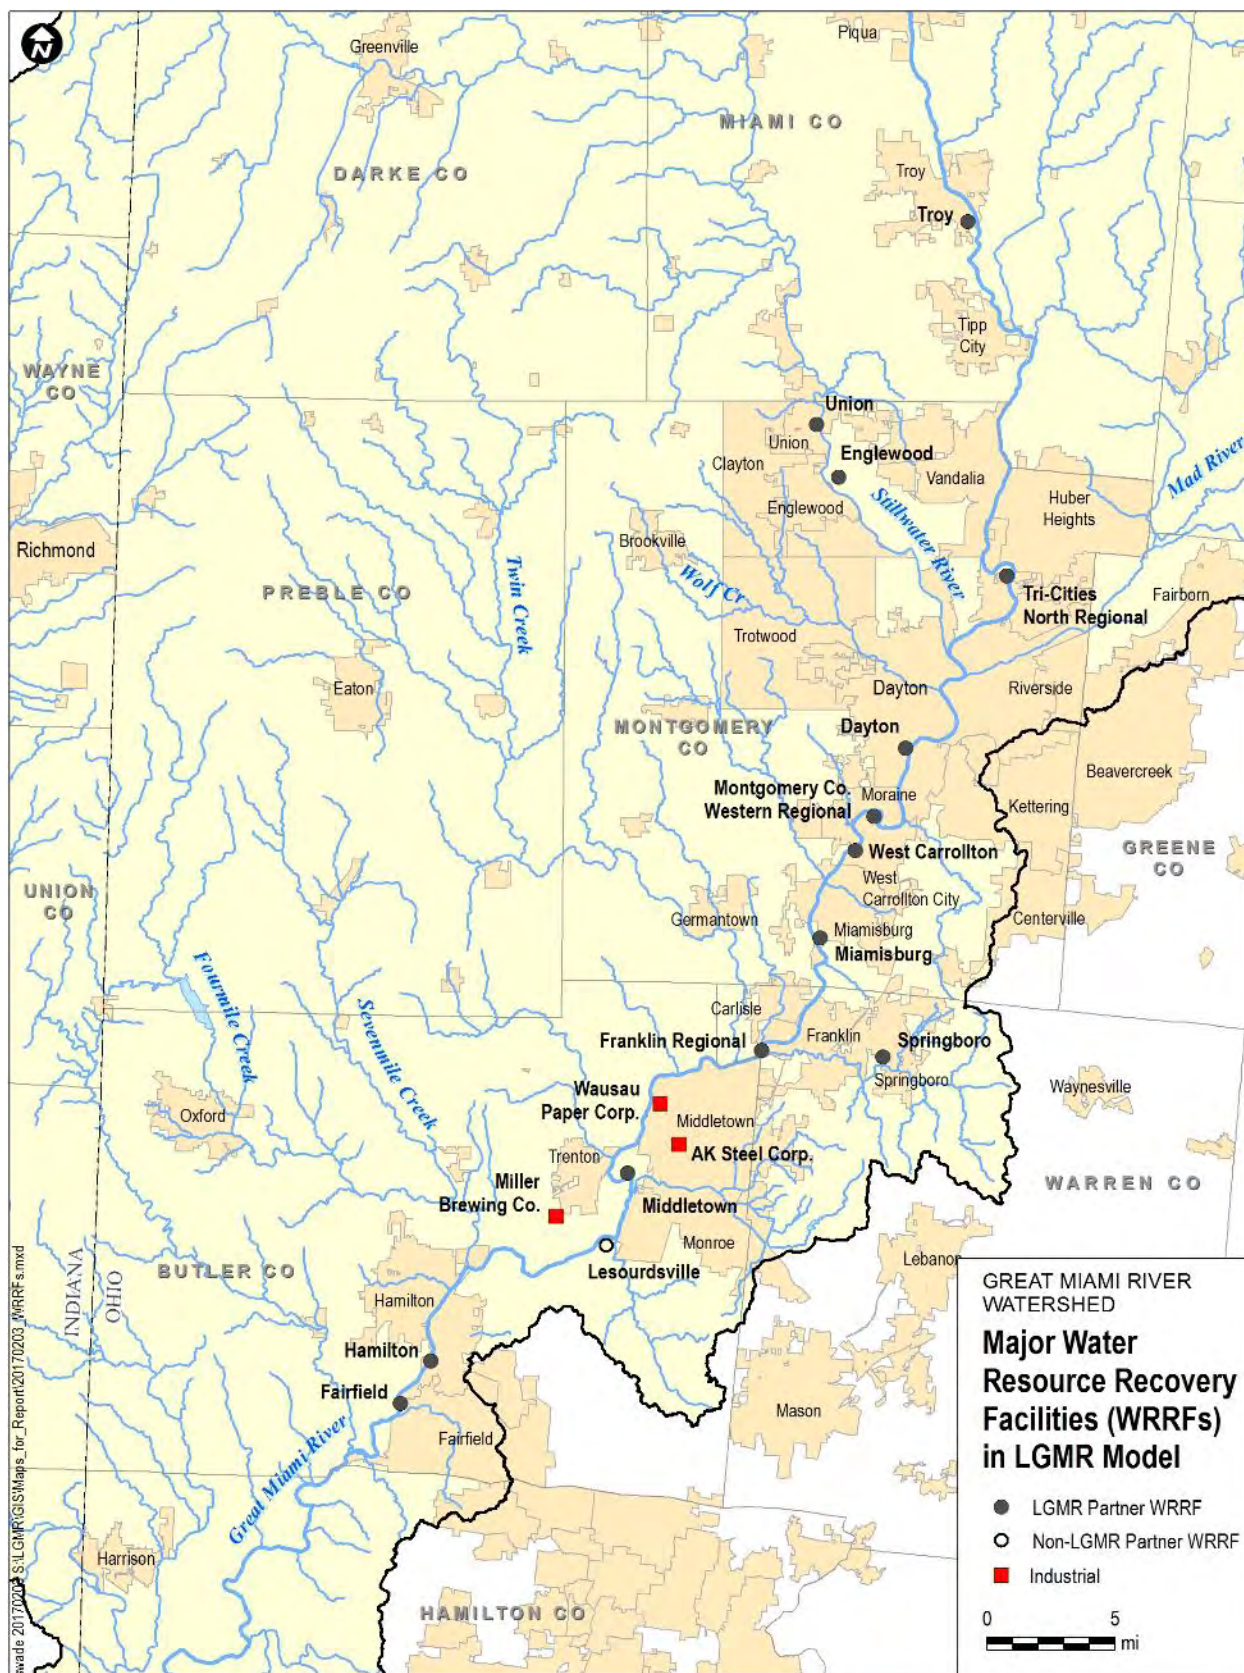 N
Greenville
Piqua
MIAMI CO
DARKE CO
Troy
Troy
Tipp
City
WAYNE
CO
Union
Union
Englewood
Clayton
Vandalia
Mad River
Englewood
Stillwater River
Huber
Heights
Richmond
Brookville
Twin Creek
Wolf Cr
PREBLE CO
Tri-Cities
North Regional
Fairborn
Trotwood
Eaton
Dayton
Riverside
MONTGOMERY
CO
Dayton
Beavercreek
Montgomery Co.
Western Regional
Moraine
Kettering
West Carrollton
GREENE
CO
West
Carrollton City
UNION
CO
Germantown
Centerville
Miamisburg
Miamisburg
Fourmile Creek
Sevenmile Creek
Carlisle
Franklin Regional
Franklin
Springboro
Springboro
Wausau
Paper Corp.
Waynesville
Oxford
Middletown
AK Steel Corp.
Trenton
Miller
Brewing Co.
WARREN CO
Middletown
Monroe
Lebanon
Lesourdsville
BUTLER CO
INDIANA
OHIO
Hamilton
Hamilton
Fairfield
Mason
Fairfield
Great Miami River
Harrison
HAMILTON CO
GREAT MIAMI RIVER
WATERSHED
Major Water
Resource Recovery
Facilities (WRRFs)
in LGMR Model
LGMR Partner WRRF
Non-LGMR Partner WRRF
Industrial
0 5
mi
S:\LGMR\GIS\Maps_for_Report\20170203_WRRFs.mxd